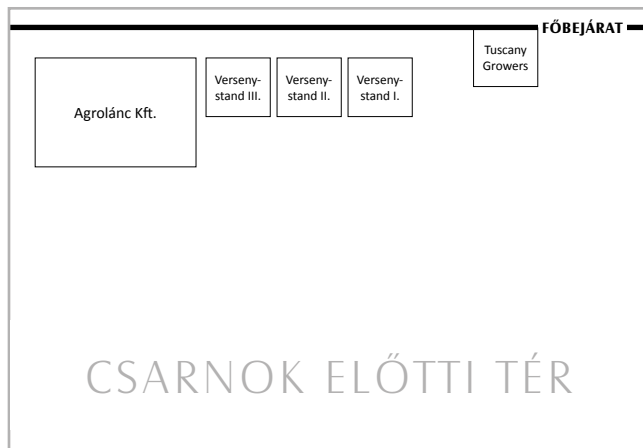 FŐBEJÁRAT
Tuscany
Growers
Agrolánc Kft.
Verseny-
stand III.
Verseny-
stand II.
Verseny-
stand I.
CSARNOK ELŐTTI TÉR